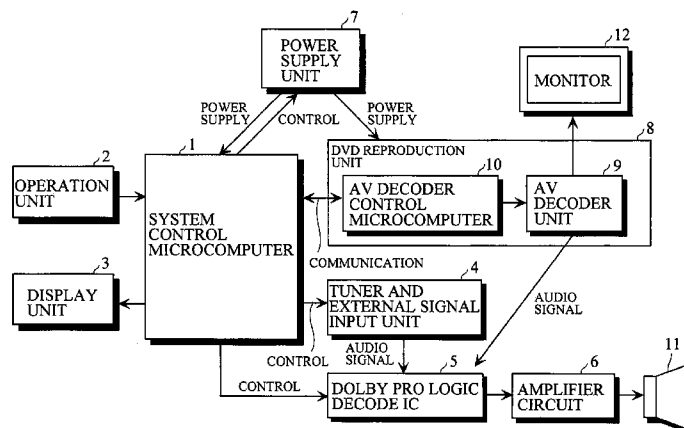 7
POWER
SUPPLY
UNIT
12
MONITOR
POWER
SUPPLY
CONTROL
POWER
SUPPLY
8
DVD REPRODUCTION
UNIT
1
SYSTEM
CONTROL
MICROCOMPUTER
2
OPERATION
UNIT
10
AV DECODER
CONTROL
MICROCOMPUTER
9
AV
DECODER
UNIT
COMMUNICATION
3
DISPLAY
UNIT
4
TUNER AND
EXTERNAL SIGNAL
INPUT UNIT
CONTROL
AUDIO
SIGNAL
AUDIO
SIGNAL
CONTROL
5
DOLBY PRO LOGIC
DECODE IC
6
AMPLIFIER
CIRCUIT
11